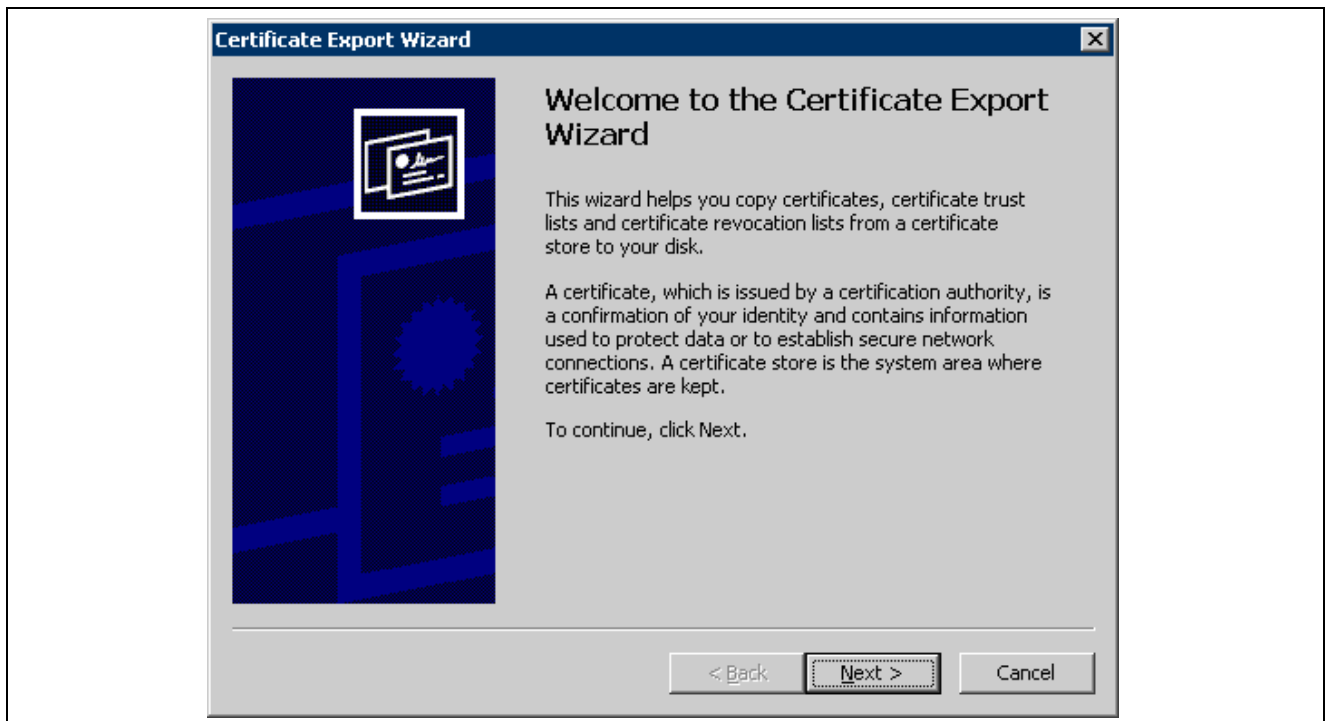 Certificate Export Wizard
Welcome to the Certificate Export
Wizard
This wizard helps you copy certificates, certificate trust
lists and certificate revocation lists from a certificate
store to your disk.
A certificate, which is issued by a certification authority, is
a confirmation of your identity and contains information
used to protect data or to establish secure network
connections. A certificate store is the system area where
certificates are kept.
To continue, click Next.
< Back
Next >
Cancel